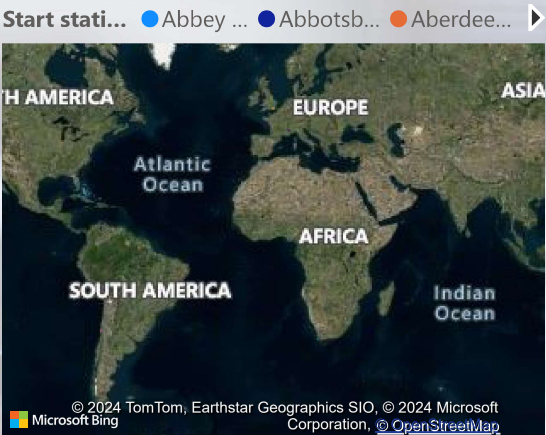 Start stati... Abbey ... Abbotsb... Aberdee...
TH AMERICA
EUROPE
ASIA
Atlantic
Ocean
AFRICA
SOUTH AMERICA
Indian
Ocean
© 2024 TomTom, Earthstar Geographics SIO, © 2024 Microsoft
Microsoft Bing
Corporation, © OpenStreetMap